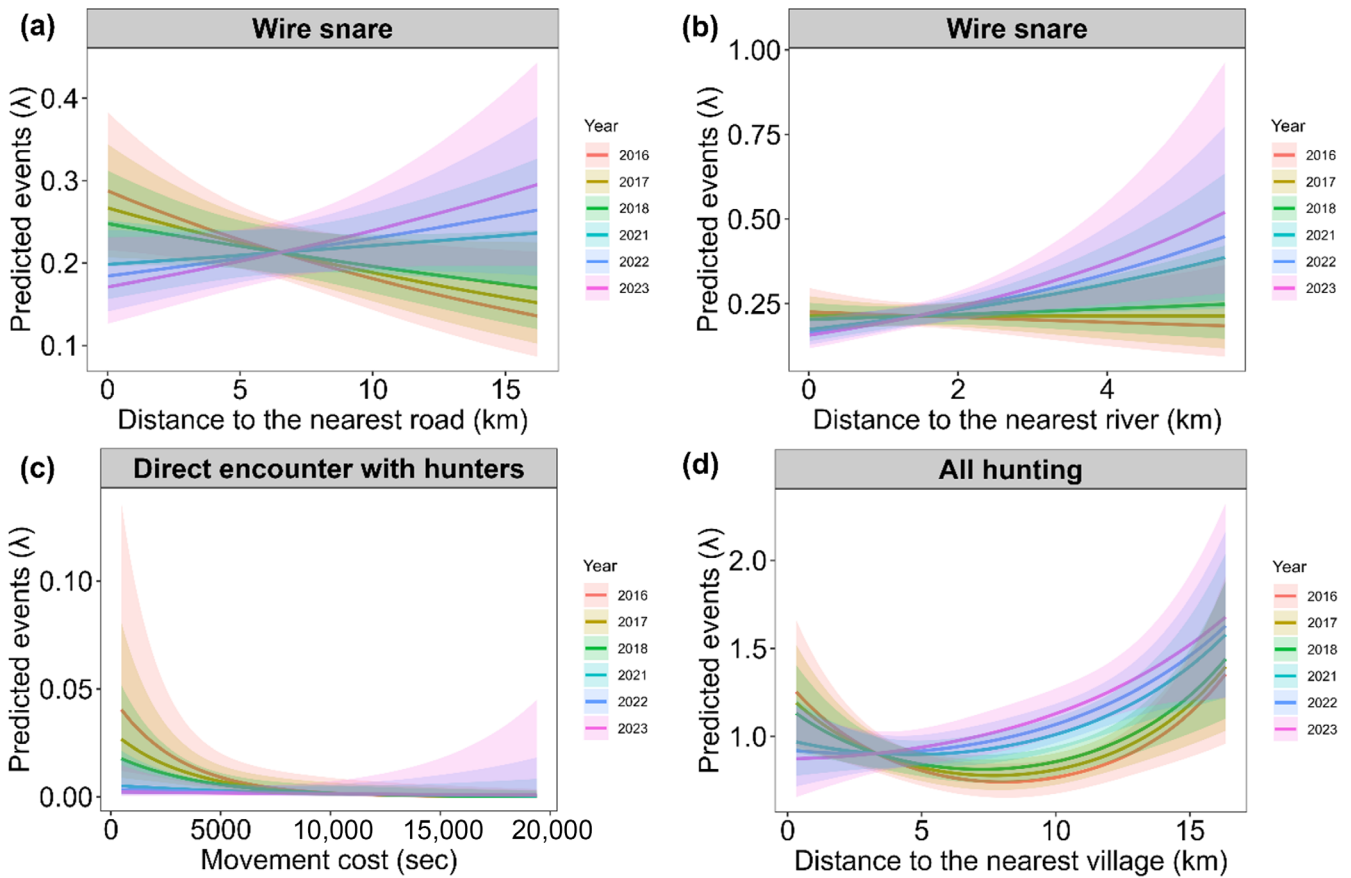 (a)
Wire snare
Predicted events (λ)
0.4
0.3
0.2
0.1
0
5
10
15
Distance to the nearest road (km)
Year
2016
2017
2018
2021
2022
2023
(b)
Wire snare
Predicted events (λ)
1.00
0.75
0.50
0.25
0
2
4
Distance to the nearest river (km)
Year
2016
2017
2018
2021
2022
2023
(c)
Direct encounter with hunters
Predicted events (λ)
0.10
0.05
0.00
0
5000
10,000
15,000
20,000
Movement cost (sec)
Year
2016
2017
2018
2021
2022
2023
(d)
All hunting
Predicted events (λ)
2.0
1.5
1.0
0
5
10
15
Distance to the nearest village (km)
Year
2016
2017
2018
2021
2022
2023